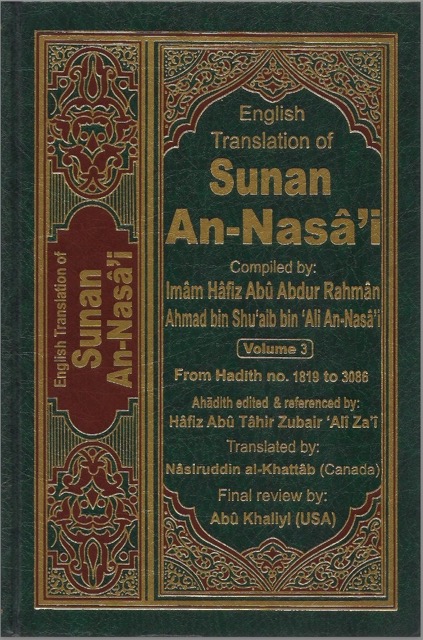 English Translation of
Sunan
An-Nasâ'i
English
Translation of
Sunan
An-Nasâ'i
Compiled by:
Imâm Hâfiz Abû Abdur Rahmân
Ahmad bin Shu'aib bin 'Ali An-Nasâ'i
Volume 3
From Hadith no. 1819 to 3086
Ahâdith edited & referenced by:
Hâfiz Abû Tâhir Zubair 'Alî Za'î
Translated by:
Nâsiruddin al-Khattâb (Canada)
Final review by:
Abû Khaliyl (USA)